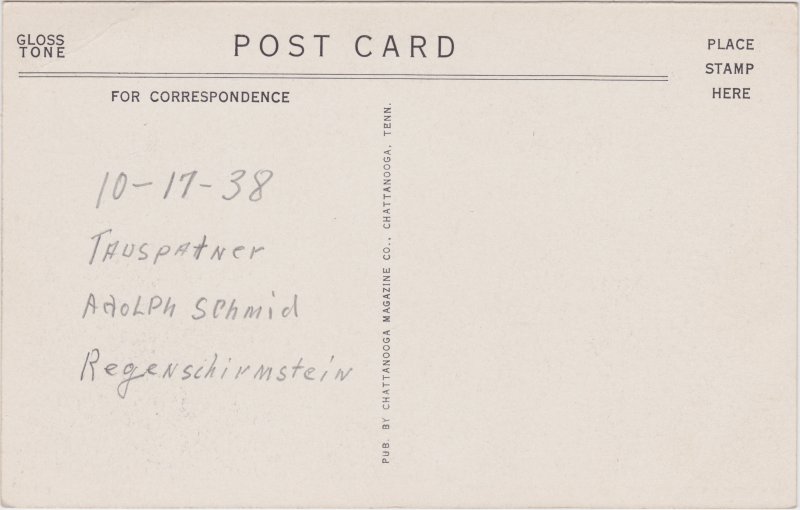 GLOSS
TONE
POST CARD
PLACE
STAMP
HERE
FOR CORRESPONDENCE
10-17-38
Tauspatner
Adolph Schmid
Regenschirmstein
PUB. BY CHATTANOOGA MAGAZINE CO., CHATTANOOGA, TENN.